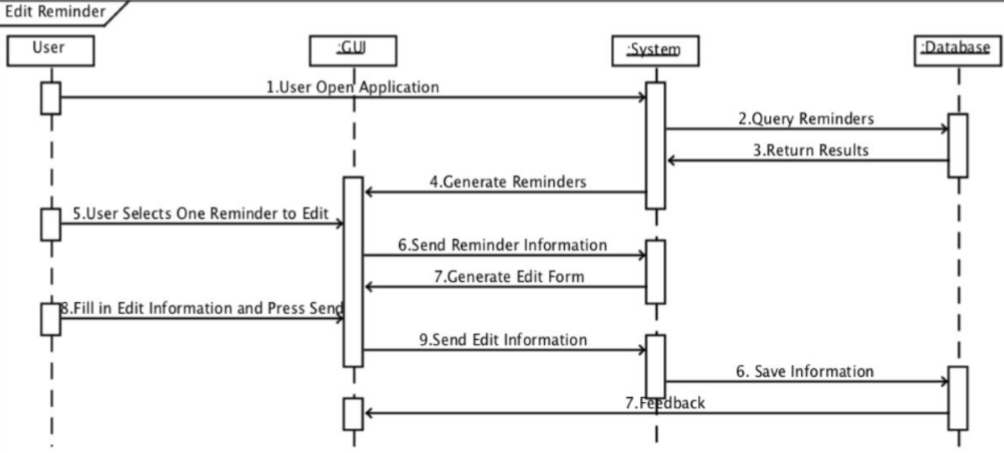 Edit Reminder
User
:GUI
:System
:Database
1.User Open Application
2.Query Reminders
3.Return Results
4.Generate Reminders
5.User Selects One Reminder to Edit
6.Send Reminder Information
7.Generate Edit Form
8.Fill in Edit Information and Press Send
9.Send Edit Information
6. Save Information
7.Feedback